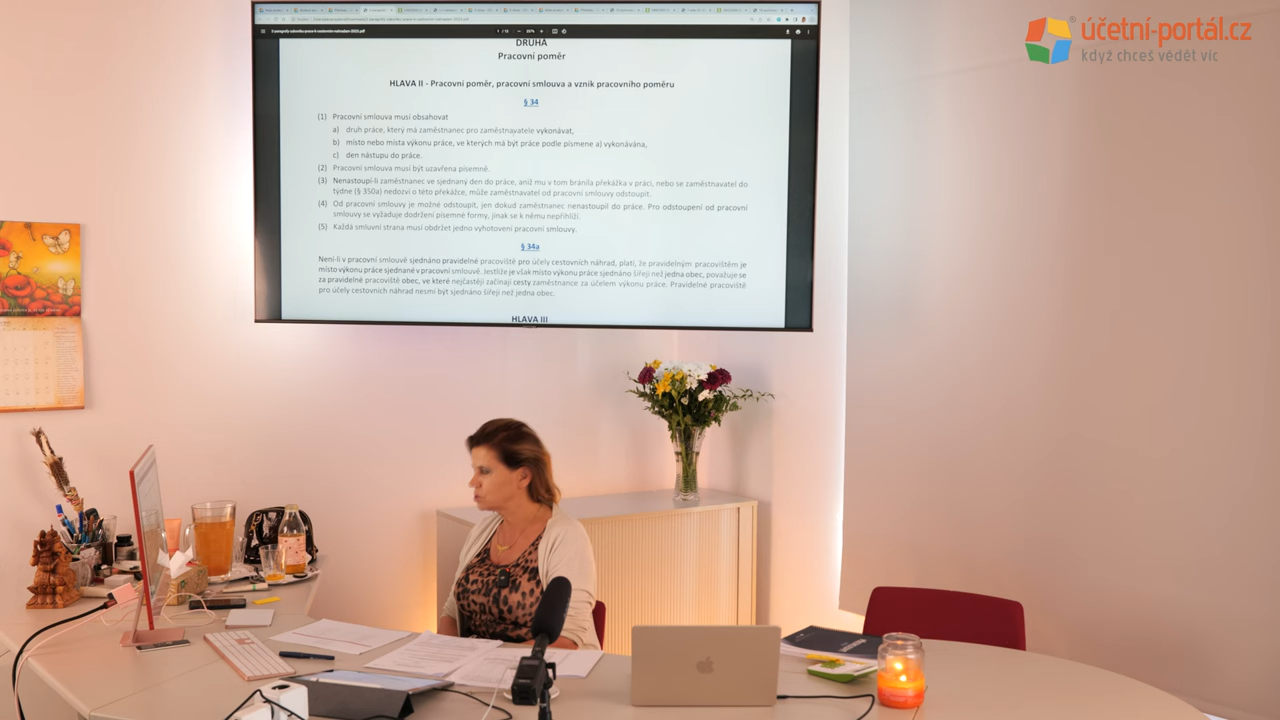 účetní-portál.cz
když chceš vědět víc
DRUHÁ
Pracovní poměr
HLAVA II - Pracovní poměr, pracovní smlouva a vznik pracovního poměru
§ 34
(1) Pracovní smlouva musí obsahovat
a) druh práce, který má zaměstnanec pro zaměstnavatele vykonávat,
b) místo nebo místa výkonu práce, ve kterých má být práce podle písmene a) vykonávána,
c) den nástupu do práce.
(2) Pracovní smlouva musí být uzavřena písemně.
(3) Nenastoupí-li zaměstnanec ve sjednaný den do práce, aniž mu v tom bránila překážka v práci, nebo se zaměstnavatel do
týdne (§ 350a) nedozví o této překážce, může zaměstnavatel od pracovní smlouvy odstoupit.
(4) Od pracovní smlouvy je možné odstoupit, jen dokud zaměstnanec nenastoupil do práce. Pro odstoupení od pracovní
smlouvy se vyžaduje dodržení písemné formy, jinak se k němu nepřihlíží.
(5) Každá smluvní strana musí obdržet jedno vyhotovení pracovní smlouvy.
§ 34a
Není-li v pracovní smlouvě sjednáno pravidelné pracoviště pro účely cestovních náhrad, platí, že pravidelným pracovištěm je
místo výkonu práce sjednané v pracovní smlouvě. Jestliže je však místo výkonu práce sjednáno šířeji než jedna obec, považuje se
za pravidelné pracoviště obec, ve které nejčastěji začínají cesty zaměstnance za účelem výkonu práce. Pravidelné pracoviště
pro účely cestovních náhrad nesmí být sjednáno šířeji než jedna obec.
HLAVA III